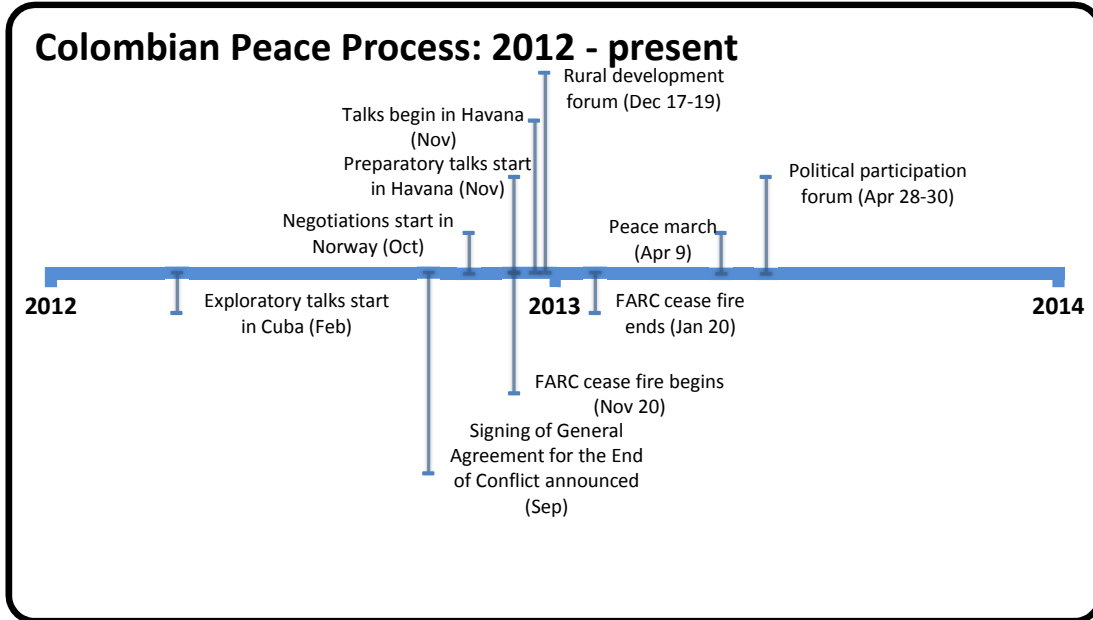 Colombian Peace Process: 2012 - present
Rural development
forum (Dec 17-19)
Talks begin in Havana
(Nov)
Preparatory talks start
in Havana (Nov)
Political participation
forum (Apr 28-30)
Negotiations start in
Norway (Oct)
Peace march
(Apr 9)
2012
2013
2014
Exploratory talks start
in Cuba (Feb)
FARC cease fire
ends (Jan 20)
FARC cease fire begins
(Nov 20)
Signing of General
Agreement for the End
of Conflict announced
(Sep)